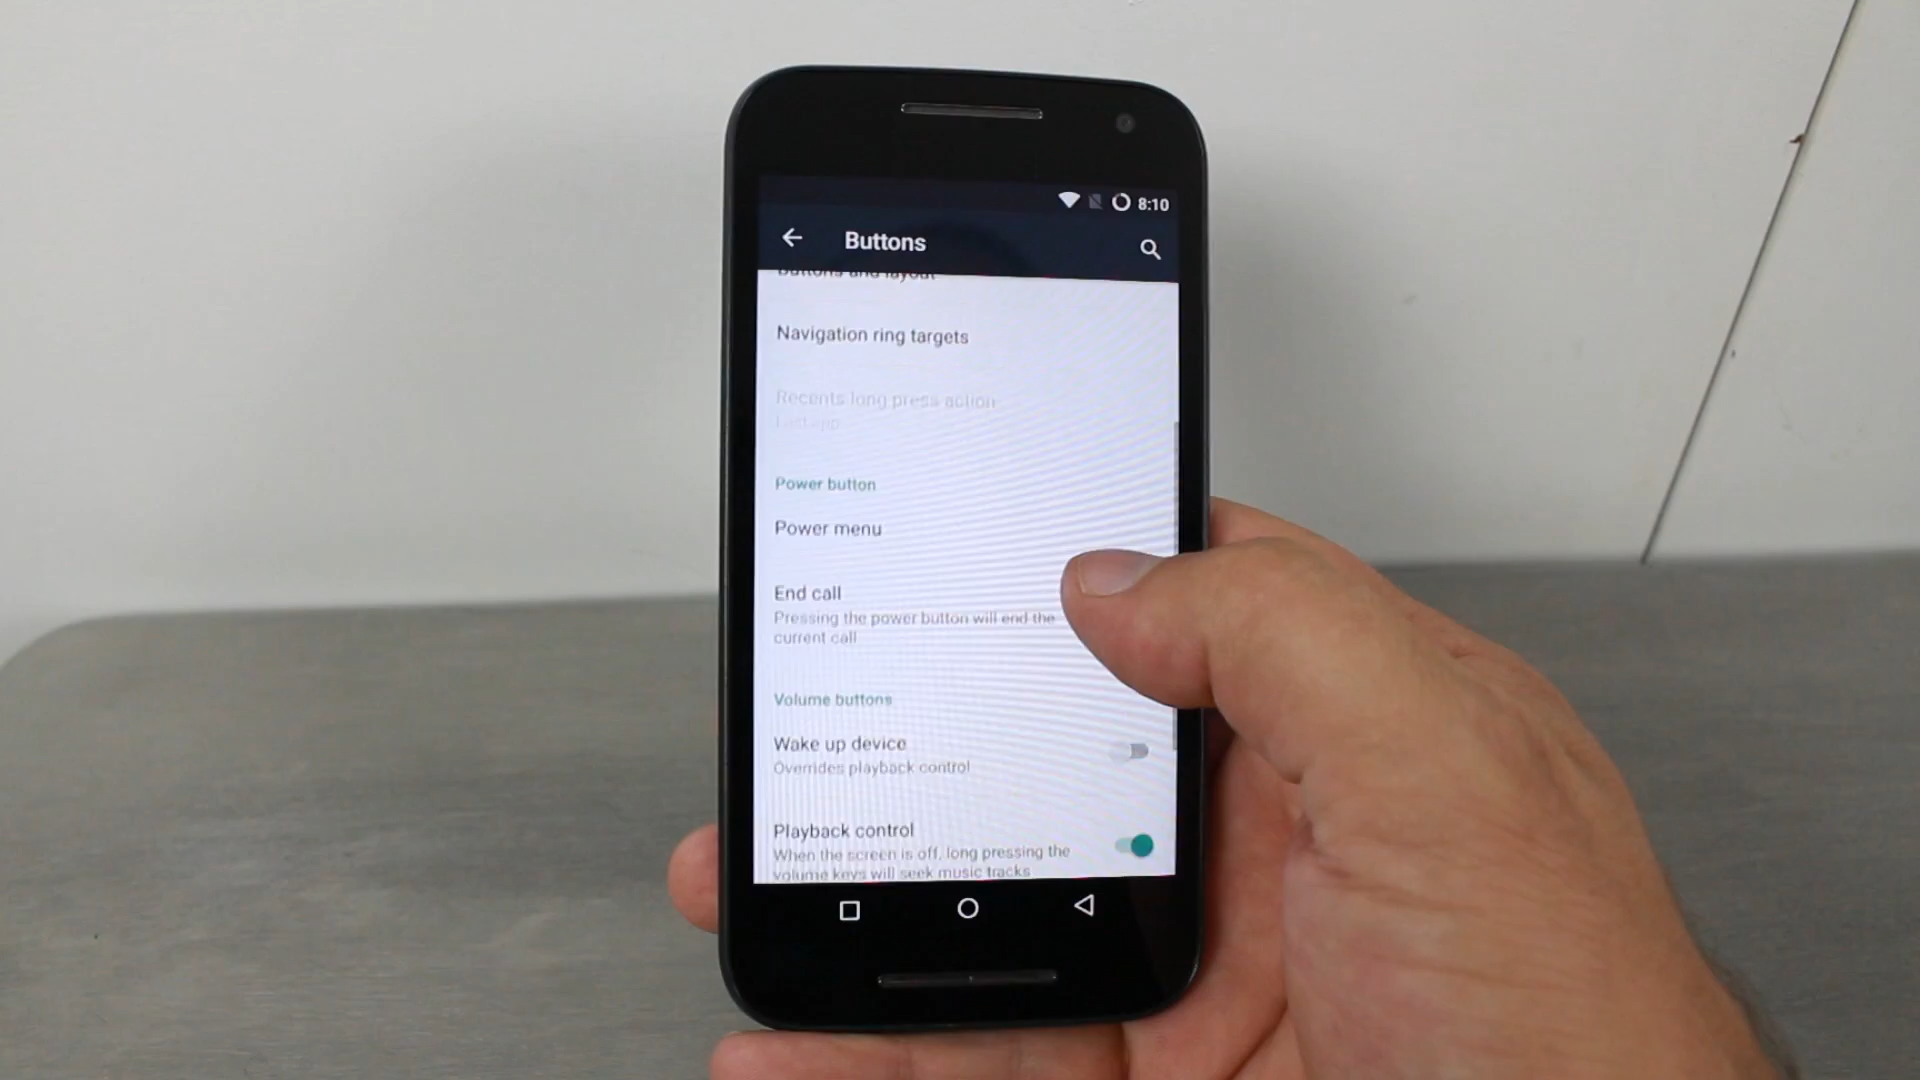 8:10
Buttons
Buttons and layout
Navigation ring targets
Recents long press action
Last app
Power button
Power menu
End call
Pressing the power button will end the
current call
Volume buttons
Wake up device
Overrides playback control
Playback control
When the screen is off, long pressing the
volume keys will seek music tracks